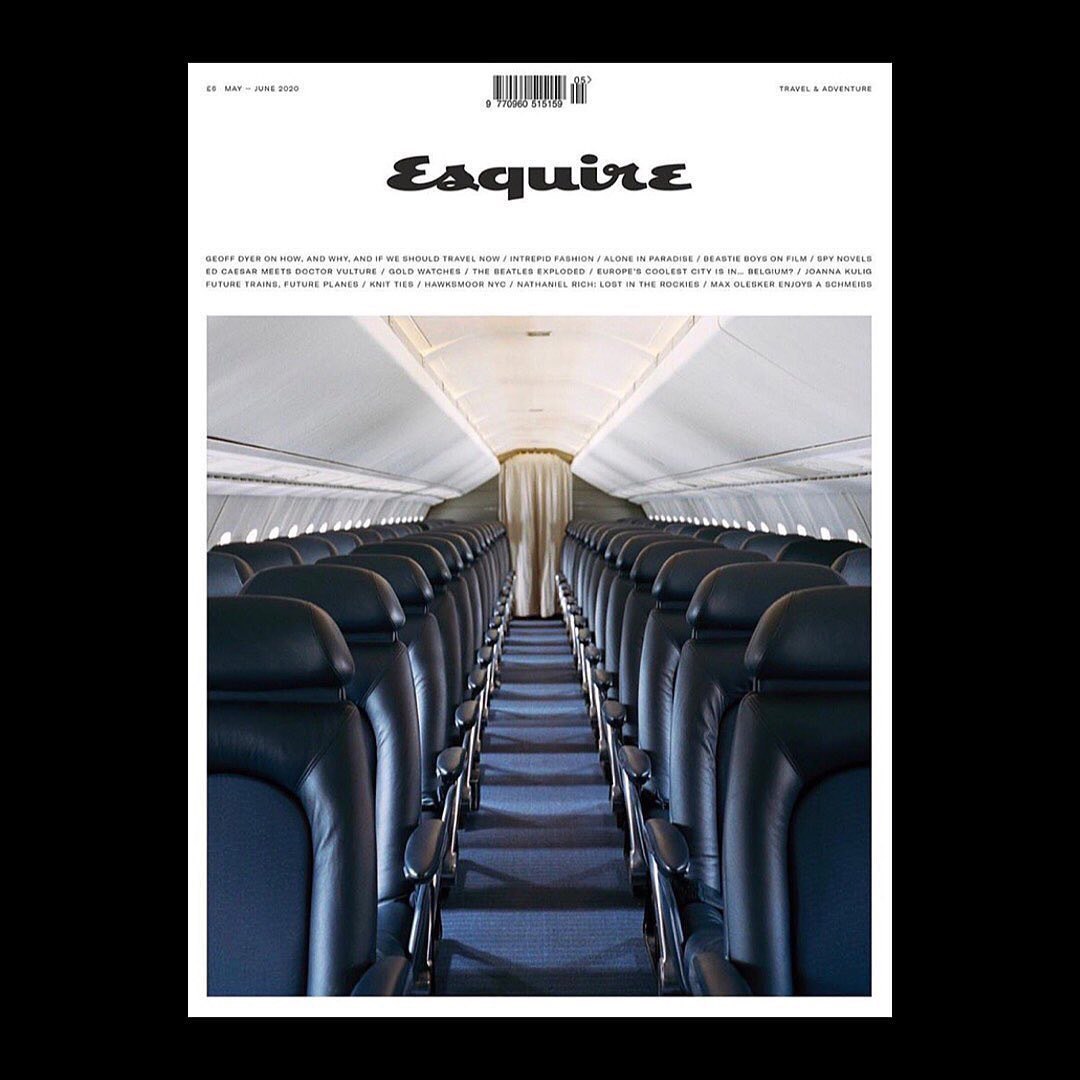 £6 MAY — JUNE 2020
05>
9 770960 515159
TRAVEL & ADVENTURE
Esquire
GEOFF DYER ON HOW, AND WHY, AND IF WE SHOULD TRAVEL NOW / INTREPID FASHION / ALONE IN PARADISE / BEASTIE BOYS ON FILM / SPY NOVELS
ED CAESAR MEETS DOCTOR VULTURE / GOLD WATCHES / THE BEATLES EXPLODED / EUROPE'S COOLEST CITY IS IN... BELGIUM? / JOANNA KULIG
FUTURE TRAINS, FUTURE PLANES / KNIT TIES / HAWKSMOOR NYC / NATHANIEL RICH: LOST IN THE ROCKIES / MAX OLESKER ENJOYS A SCHMEISS